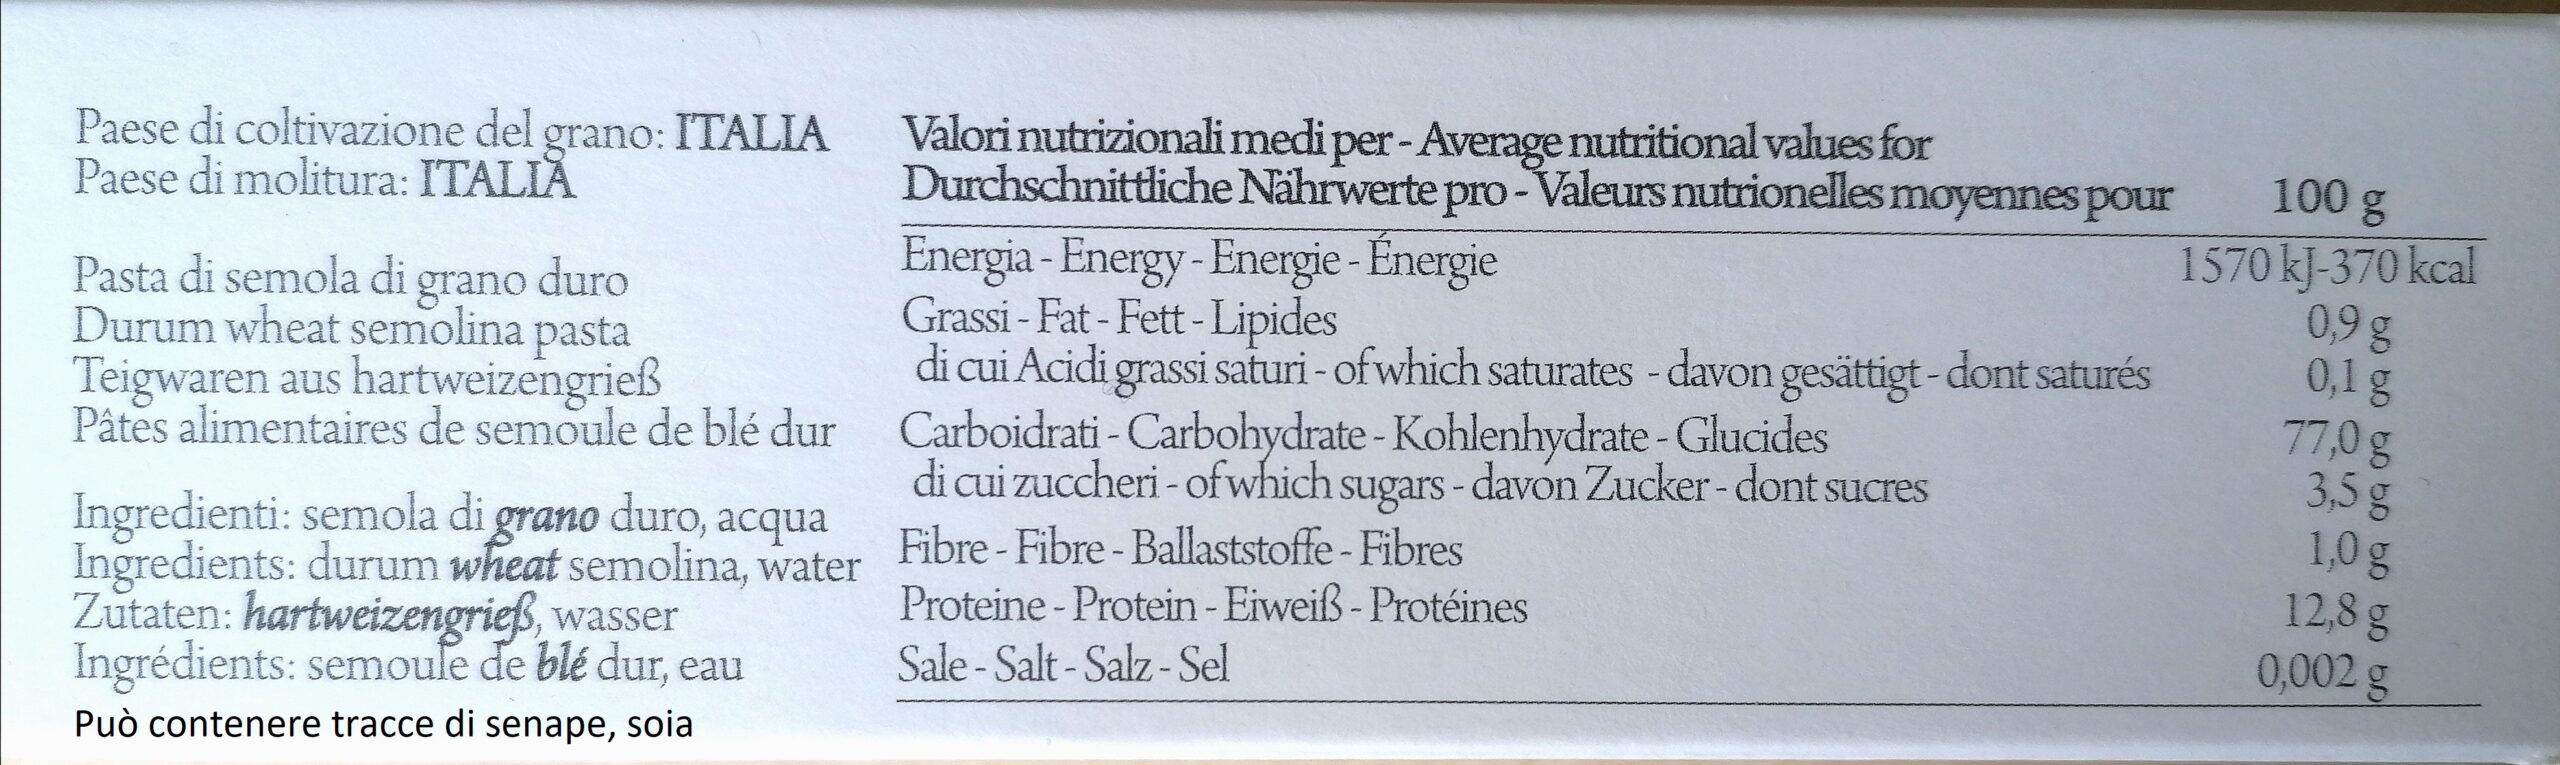 Paese di coltivazione del grano: ITALIA
Paese di molitura: ITALIA
Pasta di semola di grano duro
Durum wheat semolina pasta
Teigwaren aus hartweizengrieß
Pâtes alimentaires de semoule de blé dur
Ingredienti: semola di grano duro, acqua
Ingredients: durum wheat semolina, water
Zutaten: hartweizengrieß, wasser
Ingrédients: semoule de blé dur, eau
Può contenere tracce di senape, soia
Valori nutrizionali medi per - Average nutritional values for
Durchschnittliche Nährwerte pro - Valeurs nutrionelles moyennes pour 100 g
Energia - Energy - Energie - Énergie 1570 kJ-370 kcal
Grassi - Fat - Fett - Lipides 0,9 g
di cui Acidi grassi saturi - of which saturates - davon gesättigt - dont saturés 0,1 g
Carboidrati - Carbohydrate - Kohlenhydrate - Glucides 77,0 g
di cui zuccheri - of which sugars - davon Zucker - dont sucres 3,5 g
Fibre - Fibre - Ballaststoffe - Fibres 1,0 g
Proteine - Protein - Eiweiß - Protéines 12,8 g
Sale - Salt - Salz - Sel 0,002 g